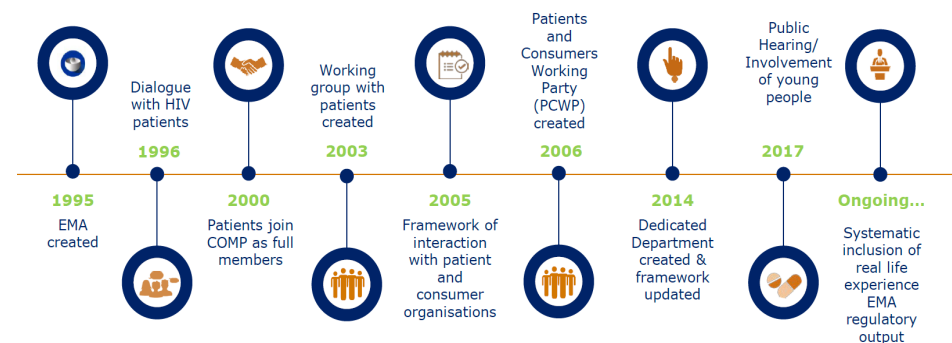 1995
EMA
created
Dialogue
with HIV
patients
1996
2000
Patients join
COMP as full
members
Working
group with
patients
created
2003
2005
Framework of
interaction
with patient
and
consumer
organisations
Patients
and
Consumers
Working
Party
(PCWP)
created
2006
2014
Dedicated
Department
created &
framework
updated
Public
Hearing/
Involvement
of young
people
2017
Ongoing...
Systematic
inclusion of
real life
experience
EMA
regulatory
output